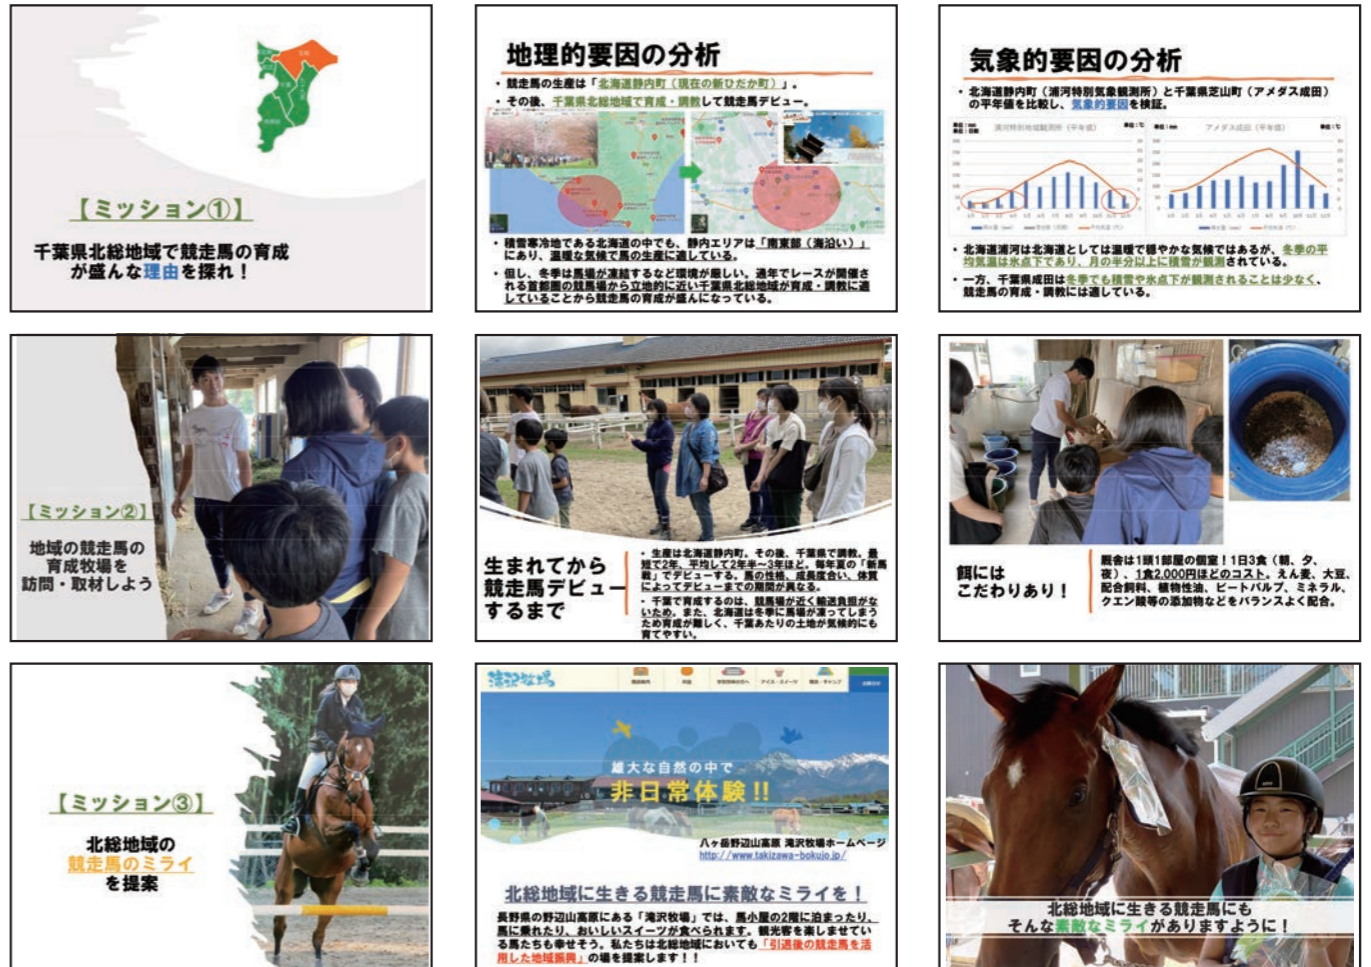 【ミッション①】
千葉県北総地域で競走馬の育成
が盛んな理由を探れ！
地理的要因の分析
・ 競走馬の生産は「北海道静内町（現在の新ひだか町）」。
・ その後、千葉県北総地域で育成・調教して競走馬デビュー。
・ 積雪寒冷地である北海道の中でも、静内エリアは「南東部（海沿い）」
にあり、温暖な気候で馬の生産に適している。
・ 但し、冬季は馬場が凍結するなど環境が厳しい。通年でレースが開催さ
れる首都圏の競馬場から立地的に近い千葉県北総地域が育成・調教に適
していることから競走馬の育成が盛んになっている。
気象的要因の分析
・ 北海道静内町（浦河特別気象観測所）と千葉県芝山町（アメダス成田）
の平年値を比較し、気象的要因を検証。
浦河特別地域観測所（平年値）
アメダス成田（平年値）
・ 北海道浦河は北海道としては温暖で穏やかな気候ではあるが、冬季の平
均気温は氷点下であり、月の半分以上に積雪が観測されている。
・ 一方、千葉県成田は冬季でも積雪や氷点下が観測されることは少なく、
競走馬の育成・調教には適している。
【ミッション②】
地域の競走馬の
育成牧場を
訪問・取材しよう
生まれてから
競走馬デビュー
するまで
・ 生産は北海道静内町。その後、千葉県で調教。最
短で2年、平均して2年半〜3年ほど。毎年夏の「新馬
戦」でデビューする。馬の性格、成長度合い、体質
によってデビューまでの期間が異なる。
・ 千葉で育成するのは、競馬場が近く輸送負担がな
いため。また、北海道は冬季に馬場が凍ってしまう
ため育成が難しく、千葉あたりの土地が気候的にも
育てやすい。
餌には
こだわりあり！
厩舎は1頭1部屋の個室！1日3食（朝、夕、
夜）、1食2,000円ほどのコスト。えん麦、大豆、
配合飼料、植物性油、ビートパルプ、ミネラル、
クエン酸等の添加物などをバランスよく配合。
【ミッション③】
北総地域の
競走馬のミライ
を提案
滝沢牧場
雄大な自然の中で
非日常体験!!
八ヶ岳野辺山高原 滝沢牧場ホームページ
http://www.takizawa-bokujo.jp/
北総地域に生きる競走馬に素敵なミライを！
長野県の野辺山高原にある「滝沢牧場」では、馬小屋の2階に泊まったり、
馬に乗れたり、おいしいスイーツが食べられます。観光客を楽しませてい
る馬たちも幸せそう。私たちは北総地域においても「引退後の競走馬を活
用した地域振興」の場を提案します！！
北総地域に生きる競走馬にも
そんな素敵なミライがありますように！